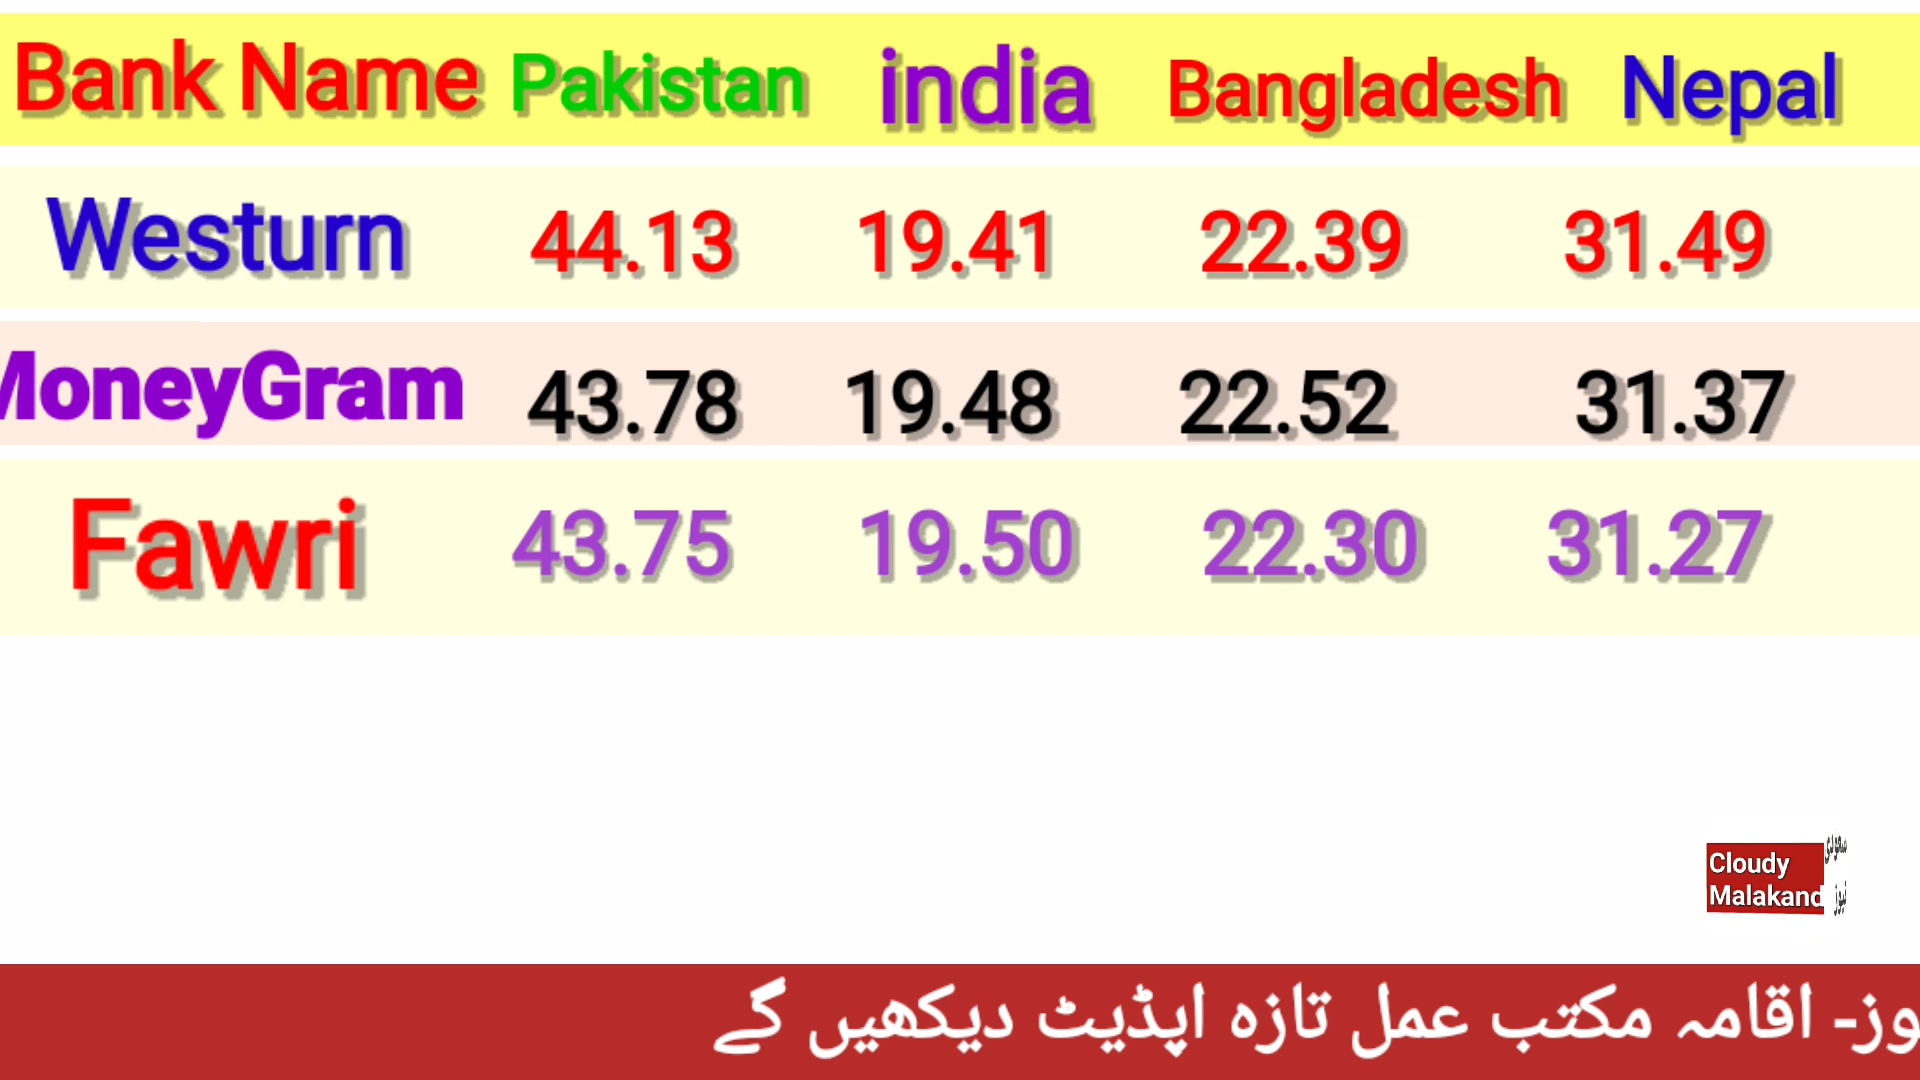 Bank Name Pakistan india Bangladesh Nepal
Westurn 44.13 19.41 22.39 31.49
MoneyGram 43.78 19.48 22.52 31.37
Fawri 43.75 19.50 22.30 31.27
سعودی
Cloudy
Malakand نیوز
اقامہ مکتب عمل تازہ اپڈیٹ دیکھیں گے